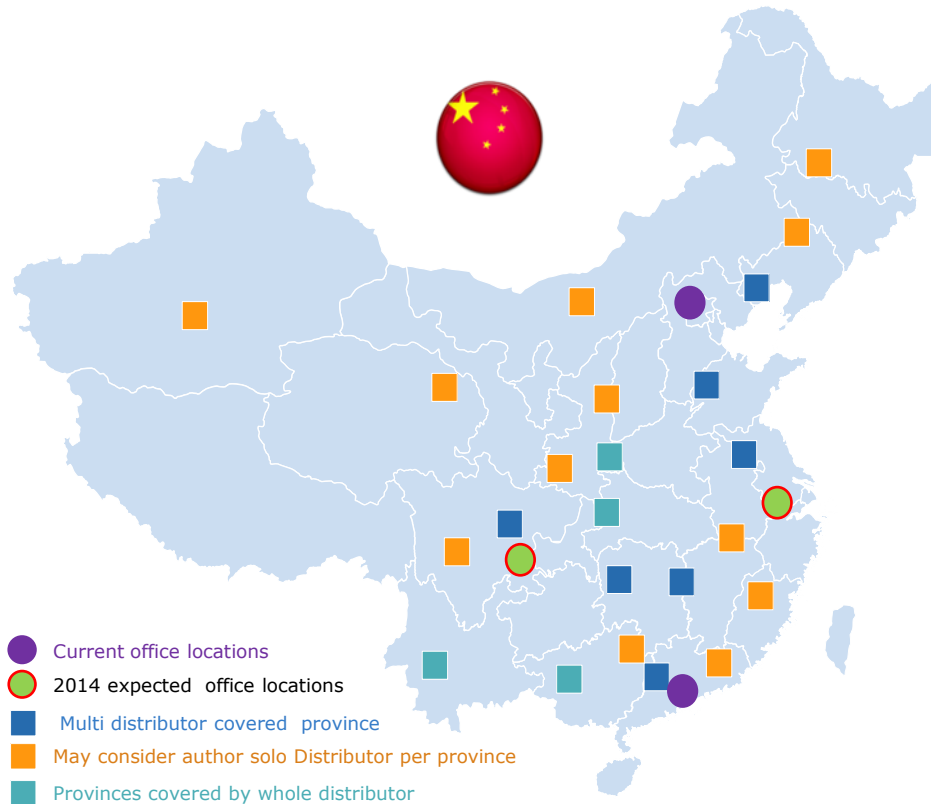 Current office locations
2014 expected office locations
Multi distributor covered province
May consider author solo Distributor per province
Provinces covered by whole distributor